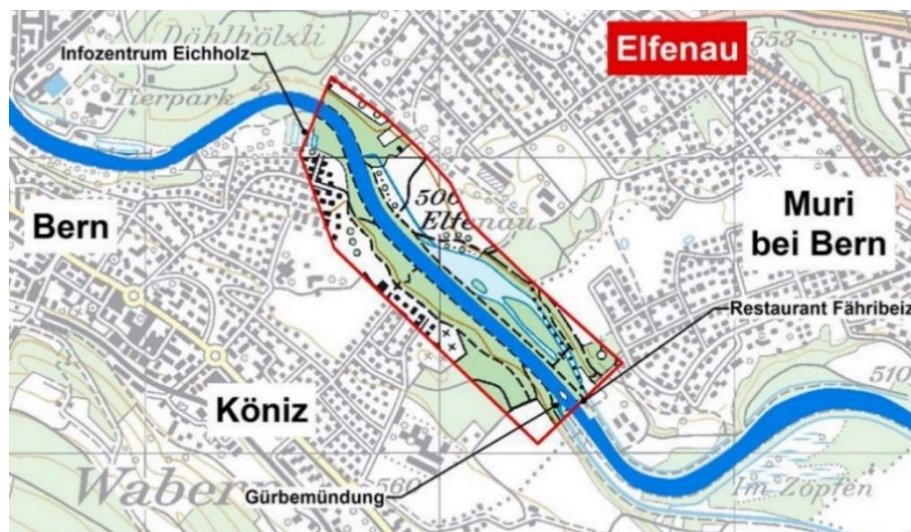 Dählhölzli
Elfenau
553
Infozentrum Eichholz
Tierpark
Bern
500
Elfenau
Muri
bei Bern
Restaurant Fähribeiz
Köniz
510
Waber
560
Gürbemündung
Im Zopfen